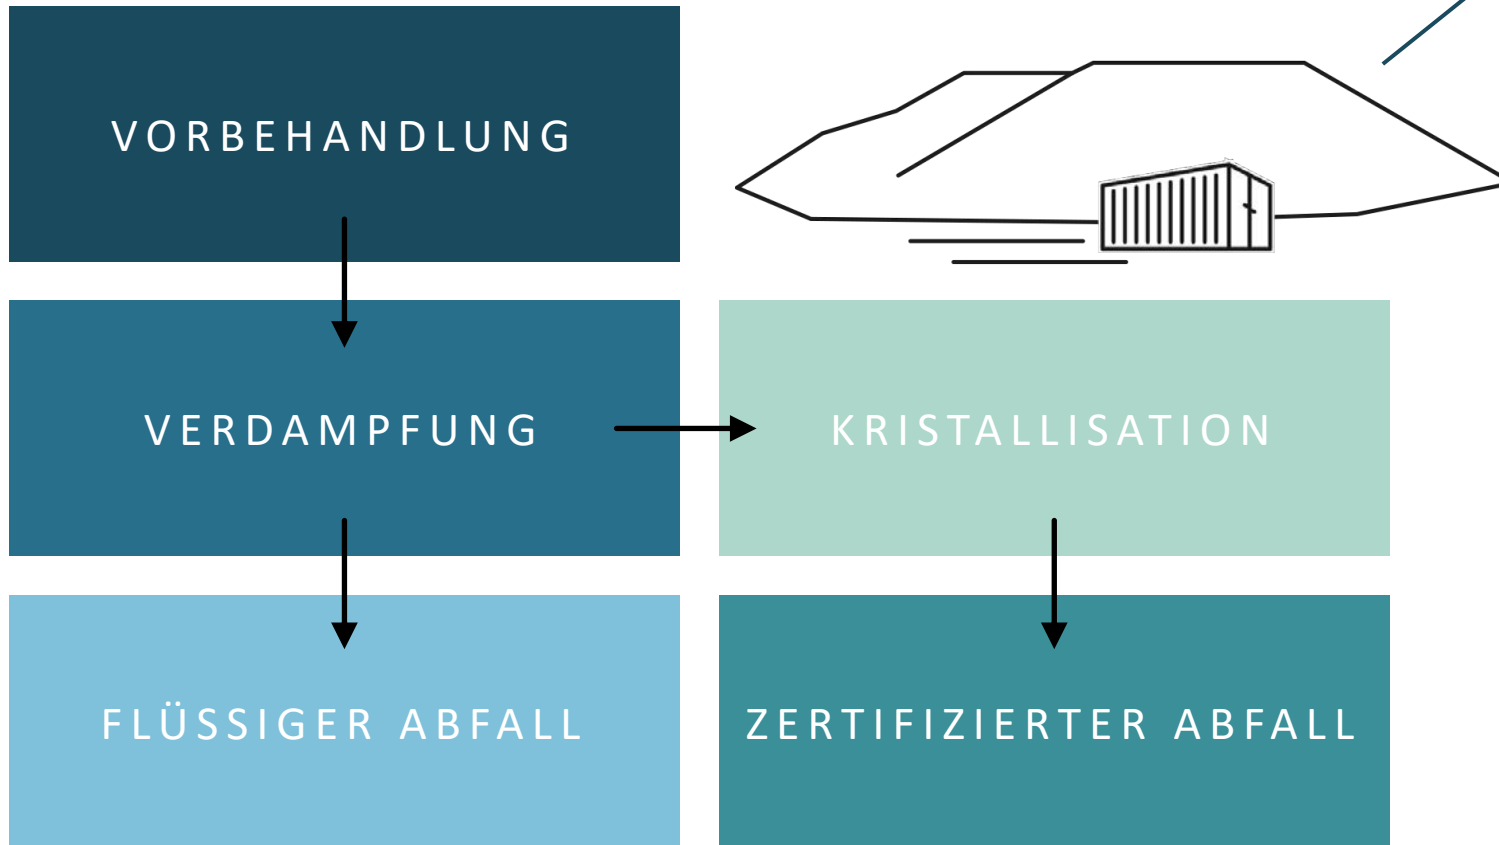 VORBEHANDLUNG
VERDAMPFUNG
KRISTALLISATION
FLÜSSIGER ABFALL
ZERTIFIZIERTER ABFALL